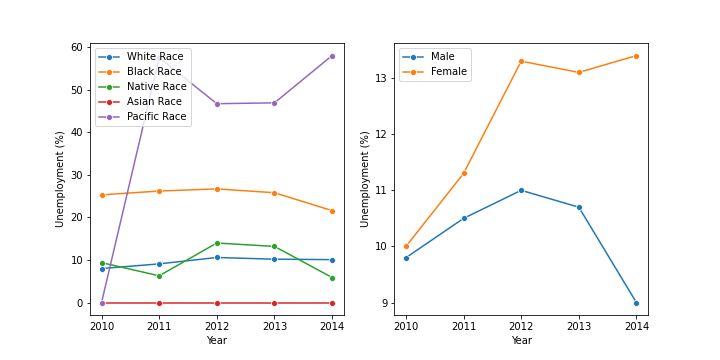 60
50
40
30
20
10
0
Unemployment (%)
White Race
Black Race
Native Race
Asian Race
Pacific Race
2010 2011 2012 2013 2014
Year
13
12
11
10
9
Unemployment (%)
Male
Female
2010 2011 2012 2013 2014
Year